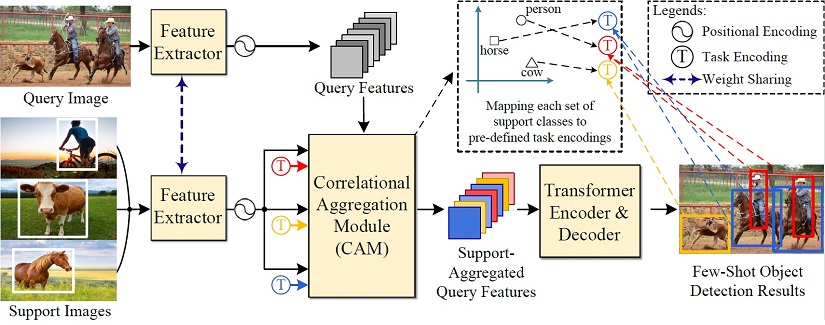 Query Image
Feature
Extractor
Query Features
person
horse
cow
T
T
T
Mapping each set of
support classes to
pre-defined task encodings
Legends:
Positional Encoding
T Task Encoding
Weight Sharing
Support Images
Feature
Extractor
T
T
T
Correlational
Aggregation
Module
(CAM)
Support-
Aggregated
Query Features
Transformer
Encoder &
Decoder
Few-Shot Object
Detection Results